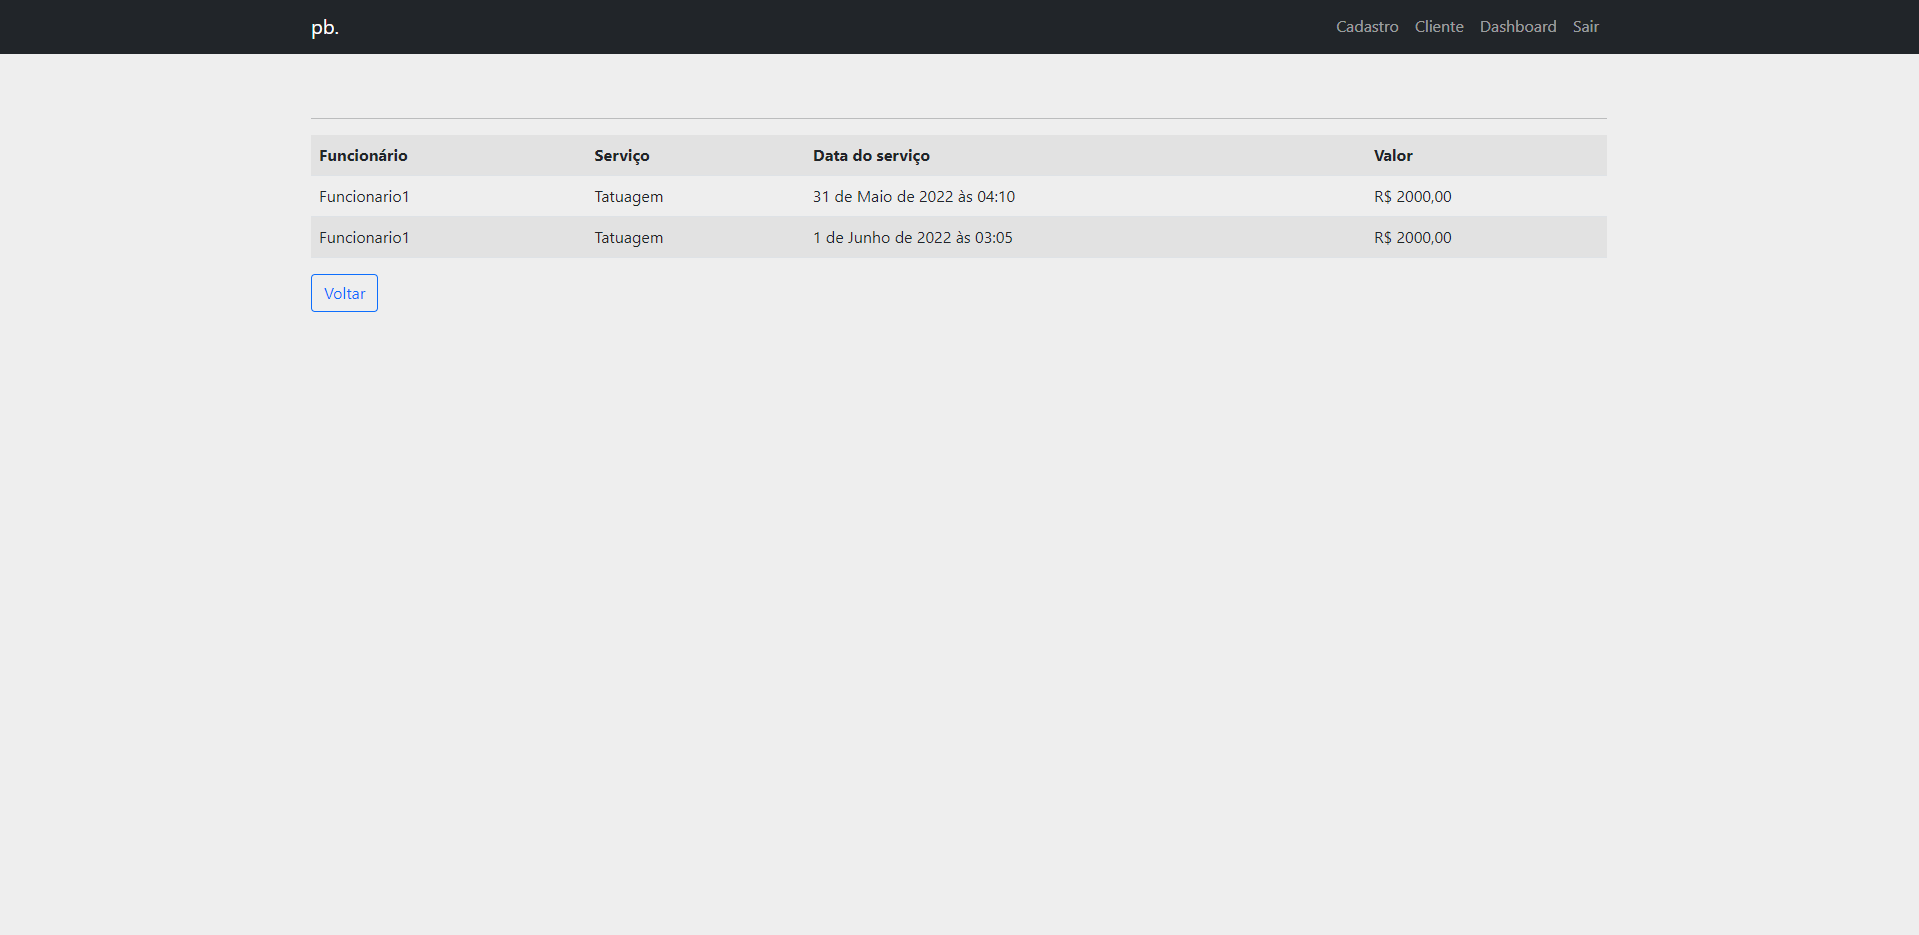 pb. Cadastro Cliente Dashboard Sair
Funcionário Serviço Data do serviço Valor
Funcionario1 Tatuagem 31 de Maio de 2022 às 04:10 R$ 2000,00
Funcionario1 Tatuagem 1 de Junho de 2022 às 03:05 R$ 2000,00
Voltar